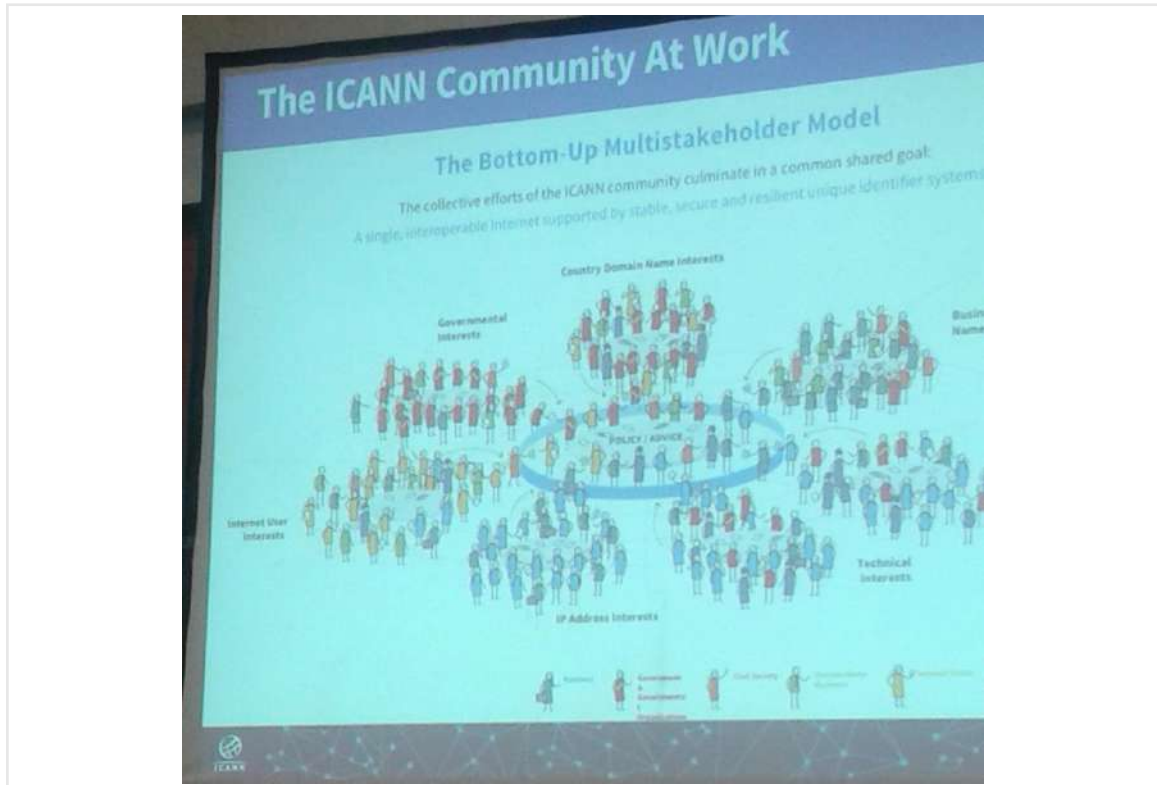 The ICANN Community At Work
The Bottom-Up Multistakeholder Model
The collective efforts of the ICANN community culminate in a common shared goal:
A single, interoperable Internet supported by stable, secure and resilient unique identifier systems
Country Domain Name Interests
Governmental
Interests
Busin
Name
POLICY / ADVICE
Internet User
Interests
Technical
Interests
IP Address Interests
Civil Society
ICANN